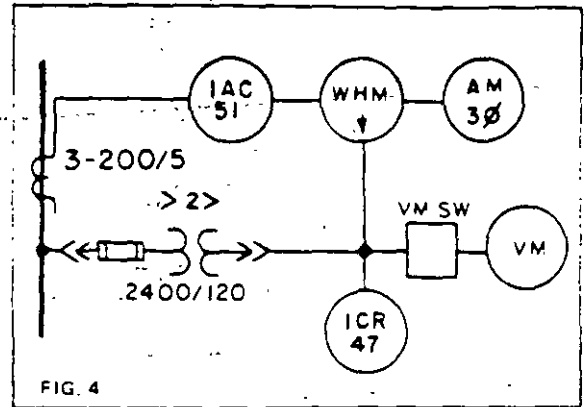 IAC
51
WHM
AM
3Ø
3-200/5
>2>
VM SW
VM
2400/120
ICR
47
FIG. 4